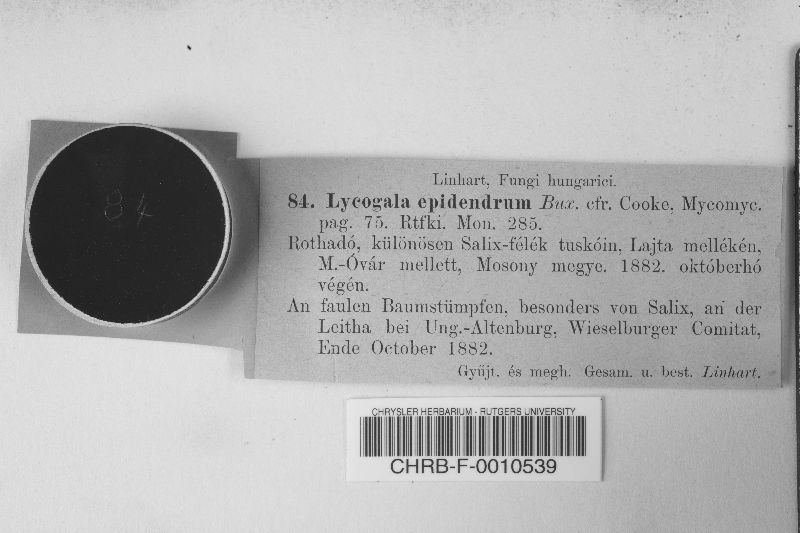 84
Linhart, Fungi hungarici.
84. Lycogala epidendrum Bux. cfr. Cooke, Mycomyc.
pag. 75. Rtfki. Mon. 285.
Rothadó, különösen Salix-félék tuskóin, Lajta mellékén,
M.-Óvár mellett, Mosony megye. 1882. októberhó
végén.
An faulen Baumstümpfen, besonders von Salix, an der
Leitha bei Ung.-Altenburg, Wieselburger Comitat,
Ende October 1882.
Gyüjt. és megh. Gesam. u. best. Linhart.
CHRYSLER HERBARIUM - RUTGERS UNIVERSITY
CHRB-F-0010539